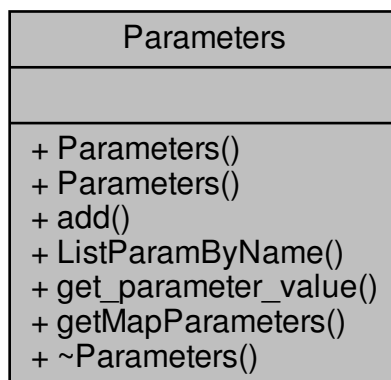 Parameters
+ Parameters()
+ Parameters()
+ add()
+ ListParamByName()
+ get_parameter_value()
+ getMapParameters()
+ ~Parameters()